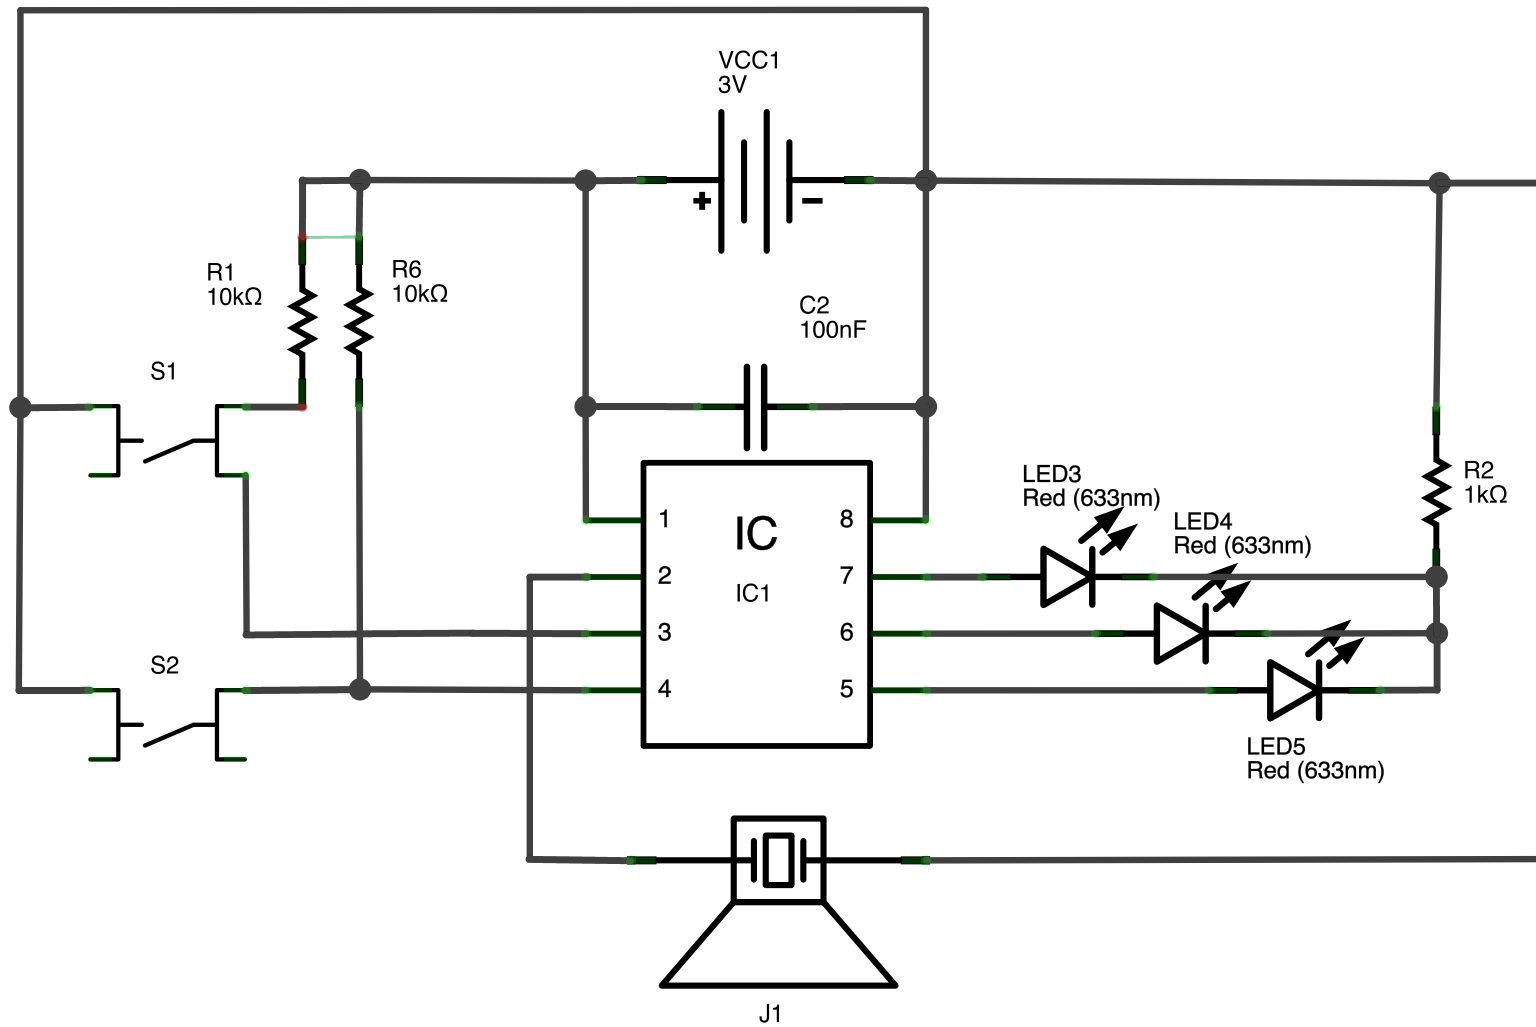 VCC1
3V
+ −
R1
10kΩ
R6
10kΩ
C2
100nF
S1
IC
IC1
1
2
3
4
8
7
6
5
LED3
Red (633nm)
LED4
Red (633nm)
R2
1kΩ
S2
LED5
Red (633nm)
J1